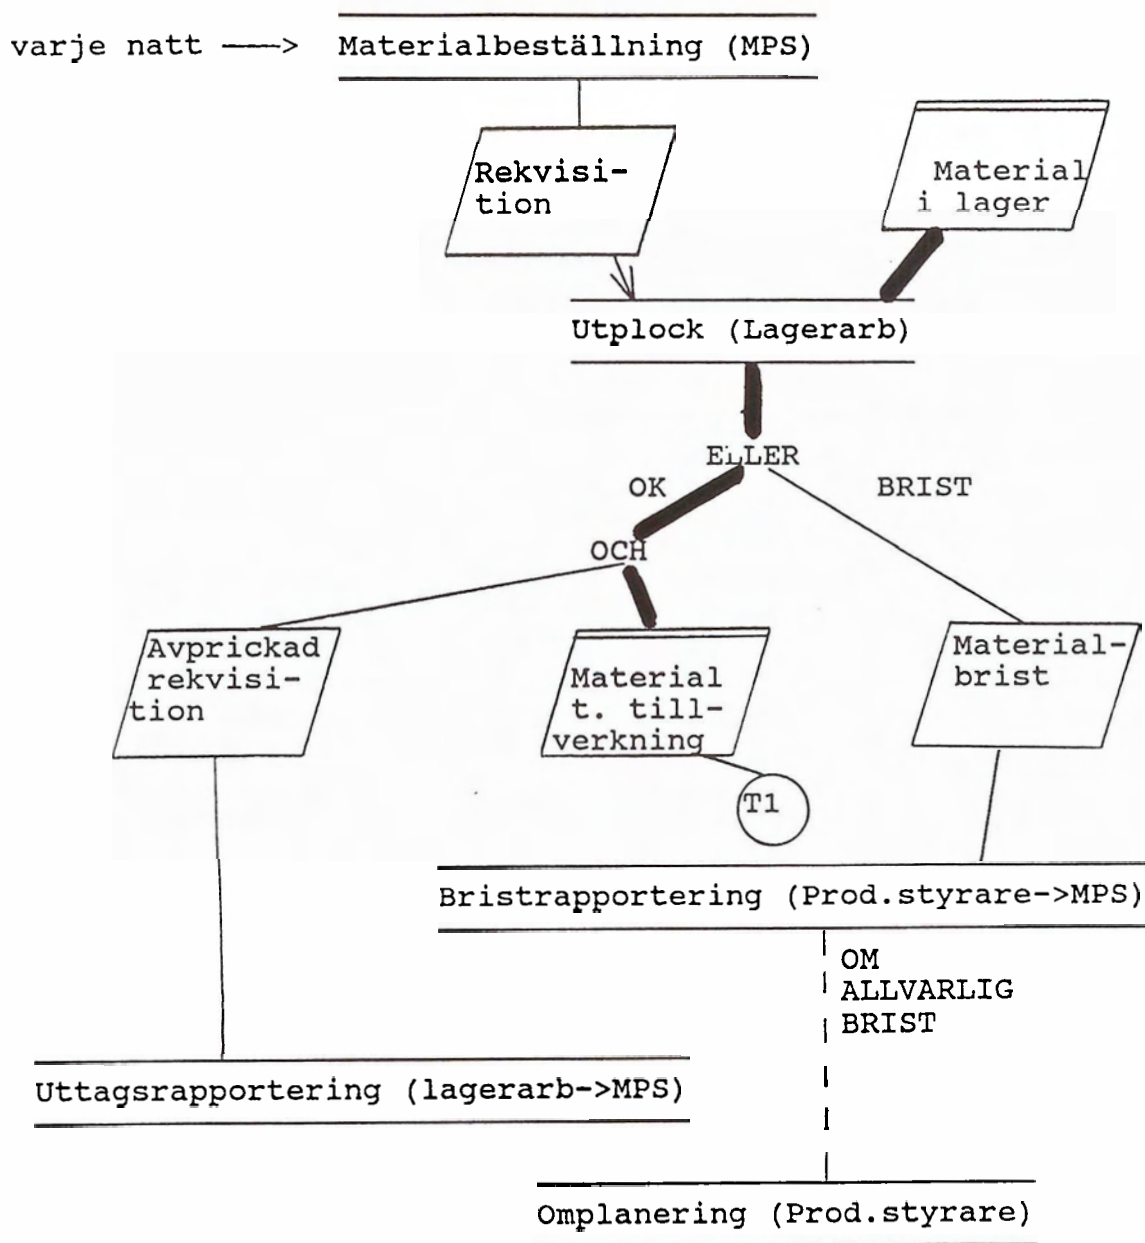 varje natt ——> Materialbeställning (MPS)
Rekvisi-
tion
Material
i lager
Utplock (Lagerarb)
ELLER
OK
BRIST
OCH
Avprickad
rekvisi-
tion
Material
t. till-
verkning
Material-
brist
T1
Bristrapportering (Prod.styrare->MPS)
OM
ALLVARLIG
BRIST
Uttagsrapportering (lagerarb->MPS)
Omplanering (Prod.styrare)